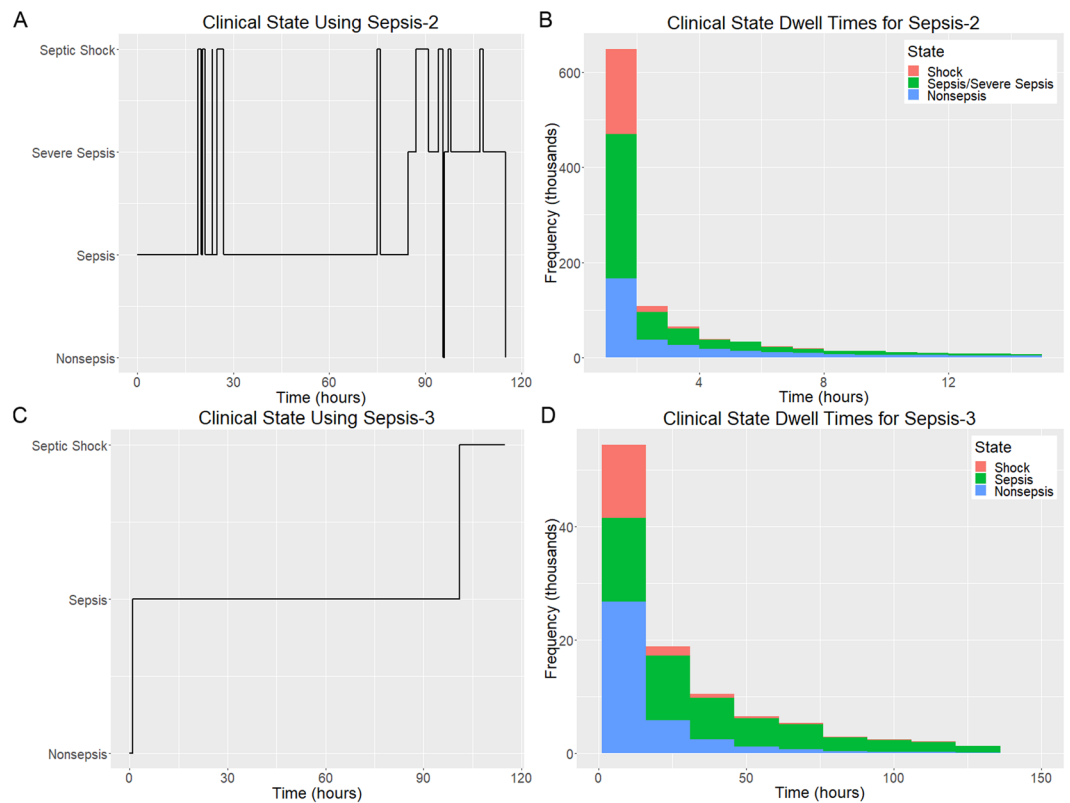 A
Clinical State Using Sepsis-2
Septic Shock
Severe Sepsis
Sepsis
Nonsepsis
0 30 60 90 120
Time (hours)
B
Clinical State Dwell Times for Sepsis-2
Frequency (thousands)
600
400
200
0
State
Shock
Sepsis/Severe Sepsis
Nonsepsis
4 8 12
Time (hours)
C
Clinical State Using Sepsis-3
Septic Shock
Sepsis
Nonsepsis
0 30 60 90 120
Time (hours)
D
Clinical State Dwell Times for Sepsis-3
Frequency (thousands)
40
20
0
State
Shock
Sepsis
Nonsepsis
0 50 100 150
Time (hours)